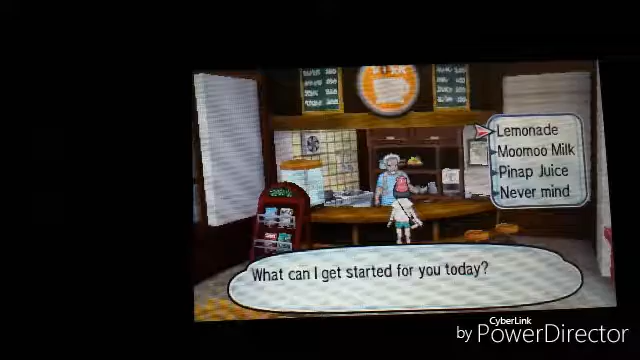 Lemonade
Moomoo Milk
Pinap Juice
Never mind
What can I get started for you today?
CyberLink
by PowerDirector